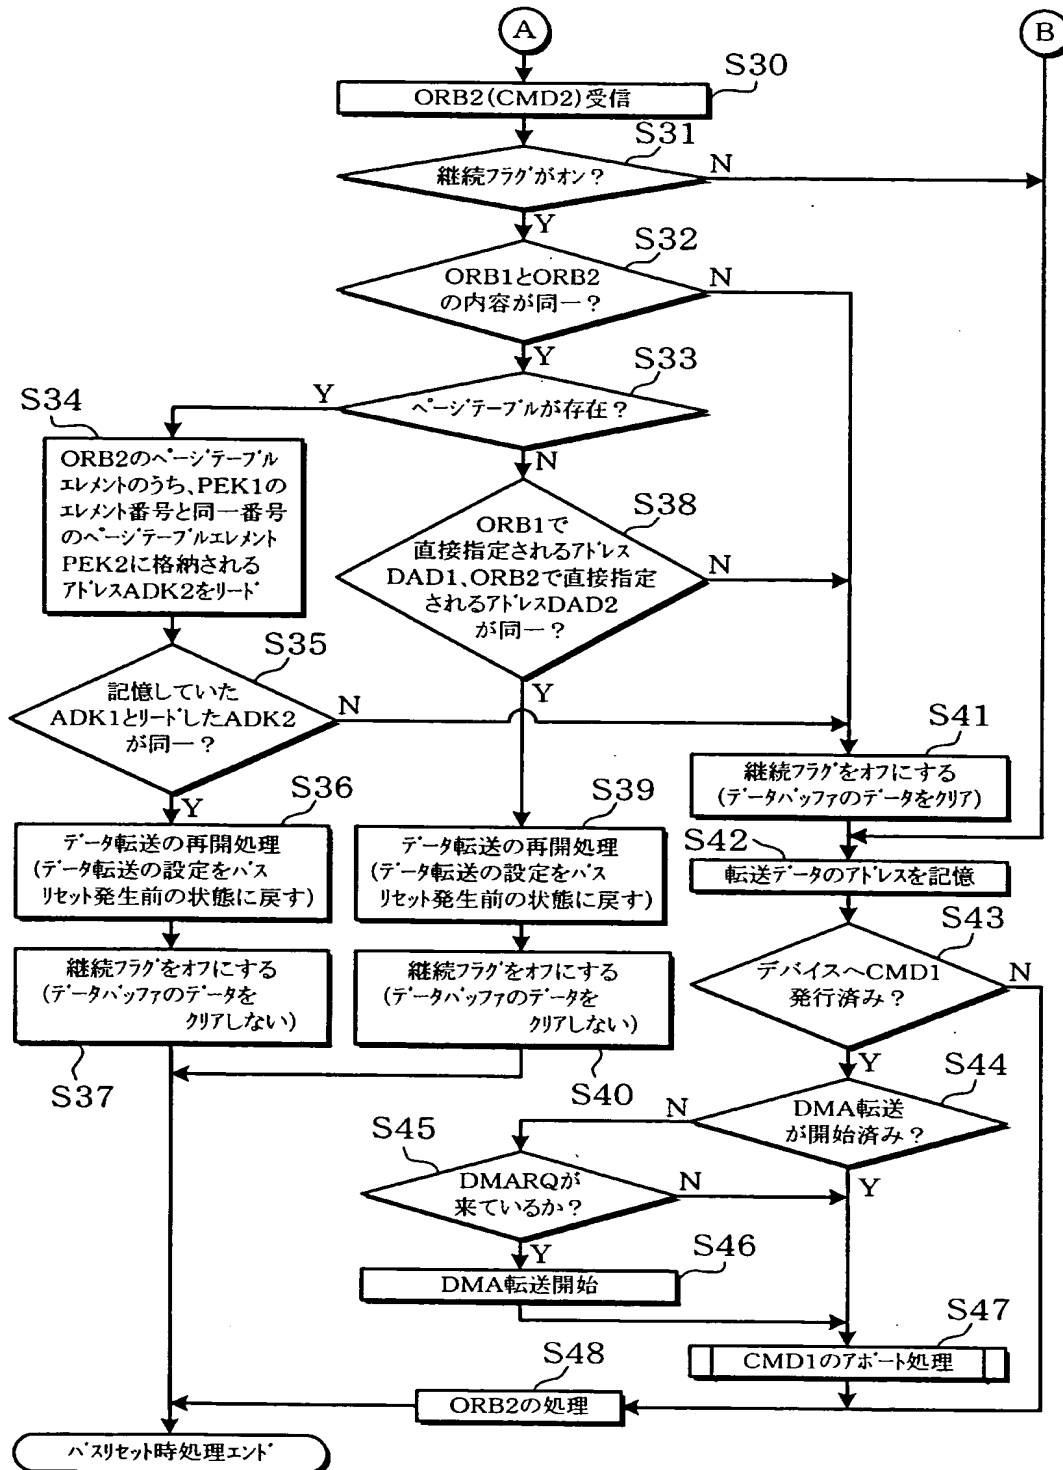 A
B
S30
ORB2(CMD2)受信
S31
継続フラグがオン?
N
Y
S32
ORB1とORB2
の内容が同一?
N
Y
S33
ページテーブルが存在?
Y
N
S34
ORB2のページテーブル
エレメントのうち、PEK1の
エレメント番号と同一番号
のページテーブルエレメント
PEK2に格納される
アドレスADK2をリード
S38
ORB1で
直接指定されるアドレス
DAD1、ORB2で直接指定
されるアドレスDAD2
が同一?
N
Y
S35
記憶していた
ADK1とリードしたADK2
が同一?
N
Y
S41
継続フラグをオフにする
(データバッファのデータをクリア)
S36
データ転送の再開処理
(データ転送の設定をバス
リセット発生前の状態に戻す)
S39
データ転送の再開処理
(データ転送の設定をバス
リセット発生前の状態に戻す)
S42
転送データのアドレスを記憶
S37
継続フラグをオフにする
(データバッファのデータを
クリアしない)
S40
継続フラグをオフにする
(データバッファのデータを
クリアしない)
S43
デバイスへCMD1
発行済み?
N
Y
S44
DMA転送
が開始済み?
N
Y
S45
DMARQが
来ているか?
N
Y
S46
DMA転送開始
S47
CMD1のアボート処理
S48
ORB2の処理
バスリセット時処理エンド